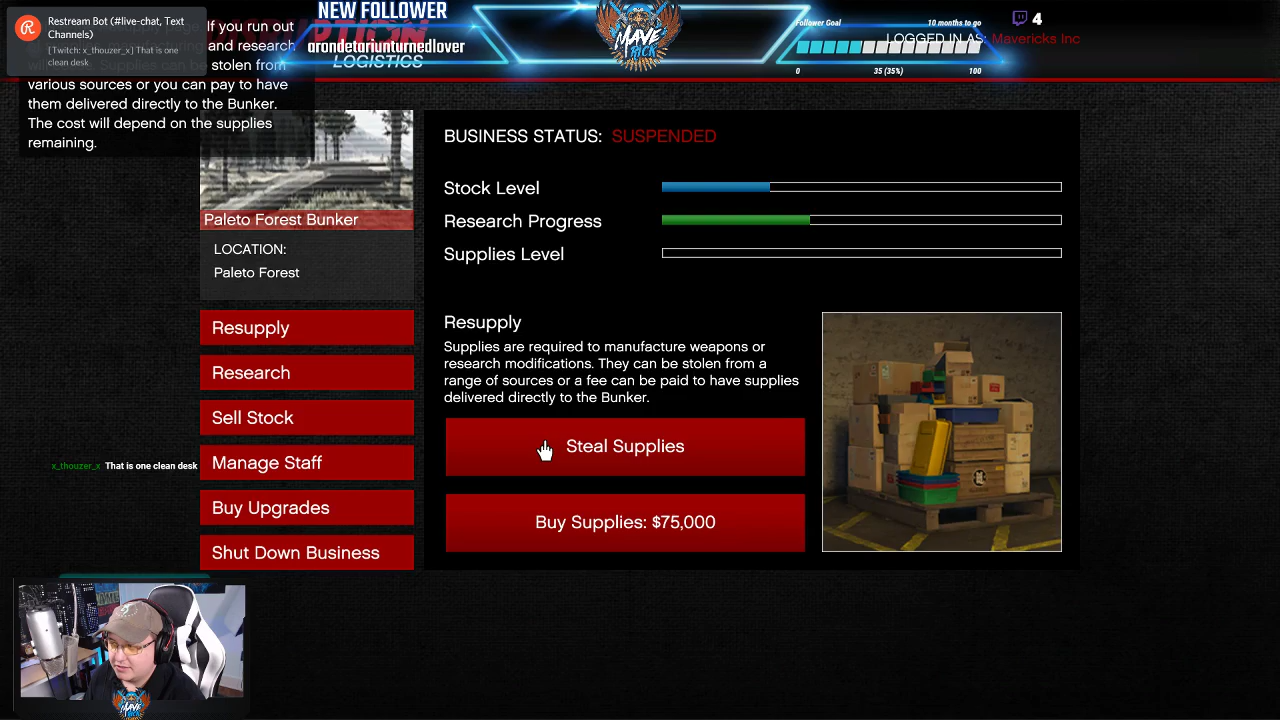 Restream Bot (#live-chat, Text
Channels)
[Twitch: x_thouzer_x] That is one
clean desk
If you run out
and research
stolen from
various sources or you can pay to have
them delivered directly to the Bunker.
The cost will depend on the supplies
remaining.
NEW FOLLOWER
arondetariunturnedlover
LOGISTICS
MAVE
RICK
Follower Goal
10 months to go
0
35 (35%)
100
4
LOGGED IN AS: Mavericks Inc
Paleto Forest Bunker
LOCATION:
Paleto Forest
Resupply
Research
Sell Stock
Manage Staff
Buy Upgrades
Shut Down Business
BUSINESS STATUS: SUSPENDED
Stock Level
Research Progress
Supplies Level
Resupply
Supplies are required to manufacture weapons or
research modifications. They can be stolen from a
range of sources or a fee can be paid to have supplies
delivered directly to the Bunker.
Steal Supplies
Buy Supplies: $75,000
x_thouzer_x That is one clean desk
MAVE
RICK